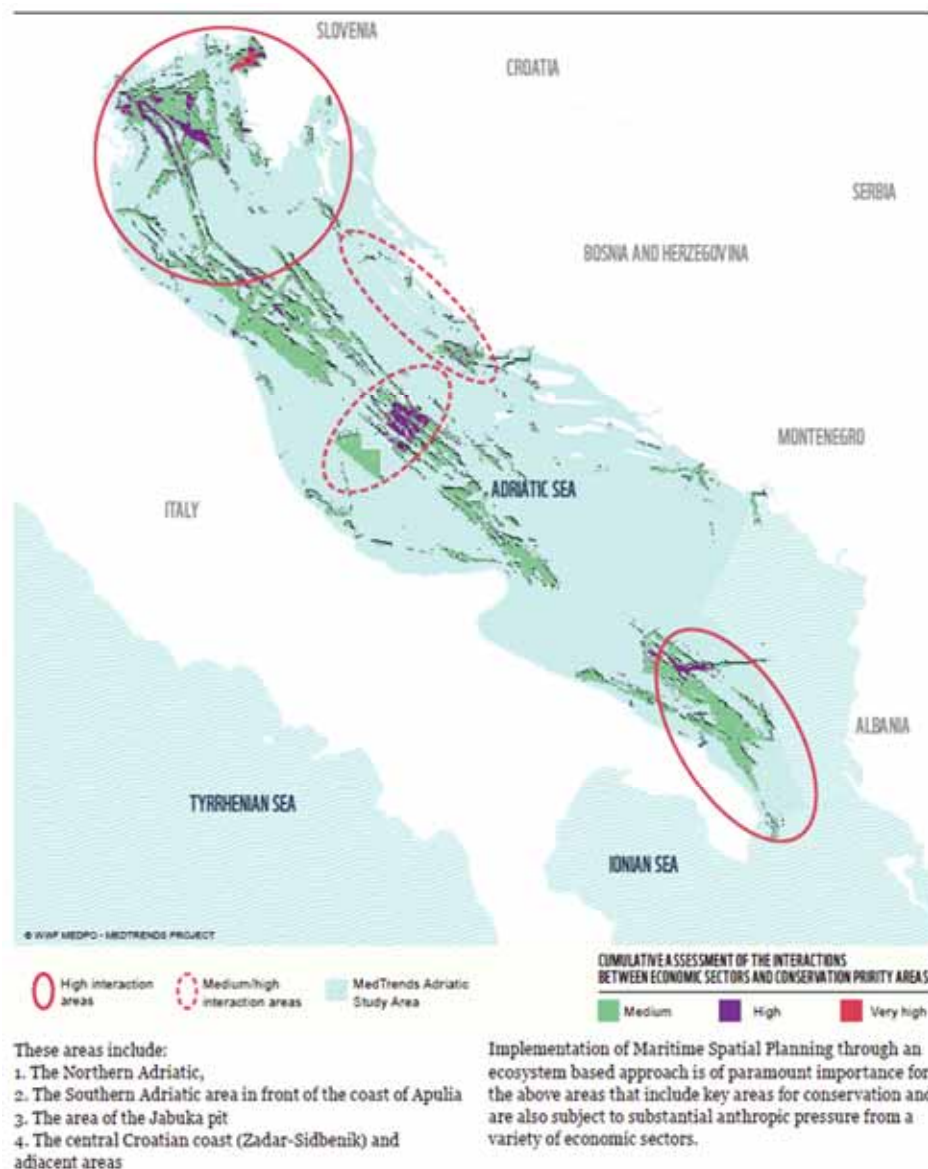 SLOVENIA
CROATIA
SERBIA
BOSNIA AND HERZEGOVINA
MONTENEGRO
ADRIATIC SEA
ITALY
ALBANIA
TYRRHENIAN SEA
IONIAN SEA
© WWF MEDPO - MEDTRENDS PROJECT
High interaction
areas
Medium/high
interaction areas
MedTrends Adriatic
Study Area
CUMULATIVE ASSESSMENT OF THE INTERACTIONS
BETWEEN ECONOMIC SECTORS AND CONSERVATION PRIRITY AREAS
Medium
High
Very high
These areas include:
1. The Northern Adriatic,
2. The Southern Adriatic area in front of the coast of Apulia
3. The area of the Jabuka pit
4. The central Croatian coast (Zadar-Sidbenik) and
adjacent areas
Implementation of Maritime Spatial Planning through an
ecosystem based approach is of paramount importance for
the above areas that include key areas for conservation and
are also subject to substantial anthropic pressure from a
variety of economic sectors.